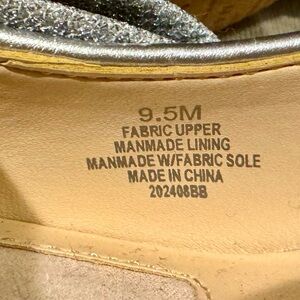 9.5M
FABRIC UPPER
MANMADE LINING
MANMADE W/FABRIC SOLE
MADE IN CHINA
202408BB